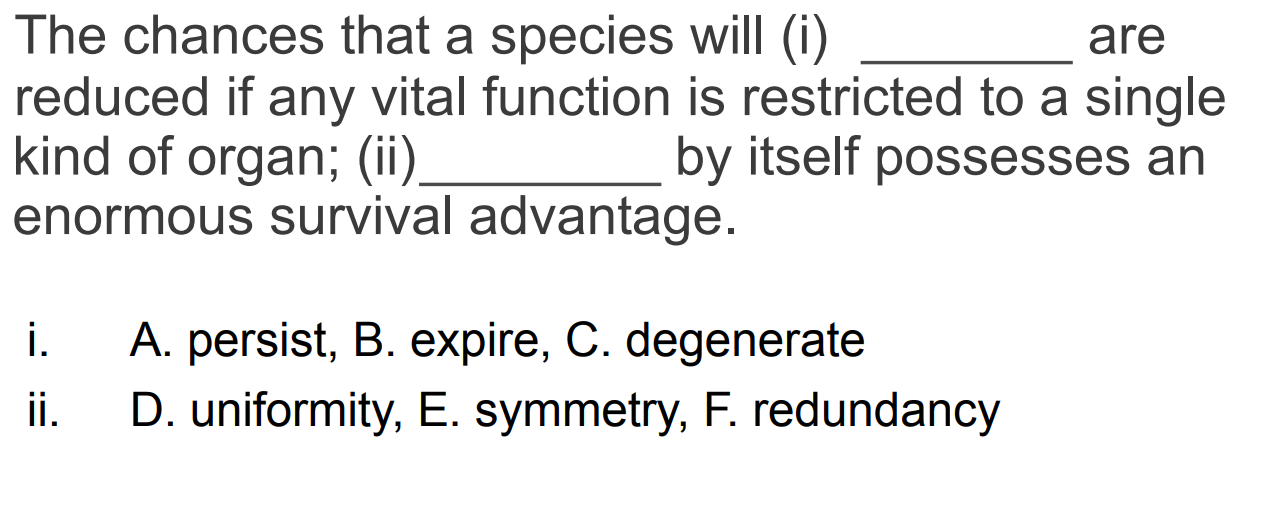 The chances that a species will (i) ________ are
reduced if any vital function is restricted to a single
kind of organ; (ii)_________ by itself possesses an
enormous survival advantage.
i. A. persist, B. expire, C. degenerate
ii. D. uniformity, E. symmetry, F. redundancy